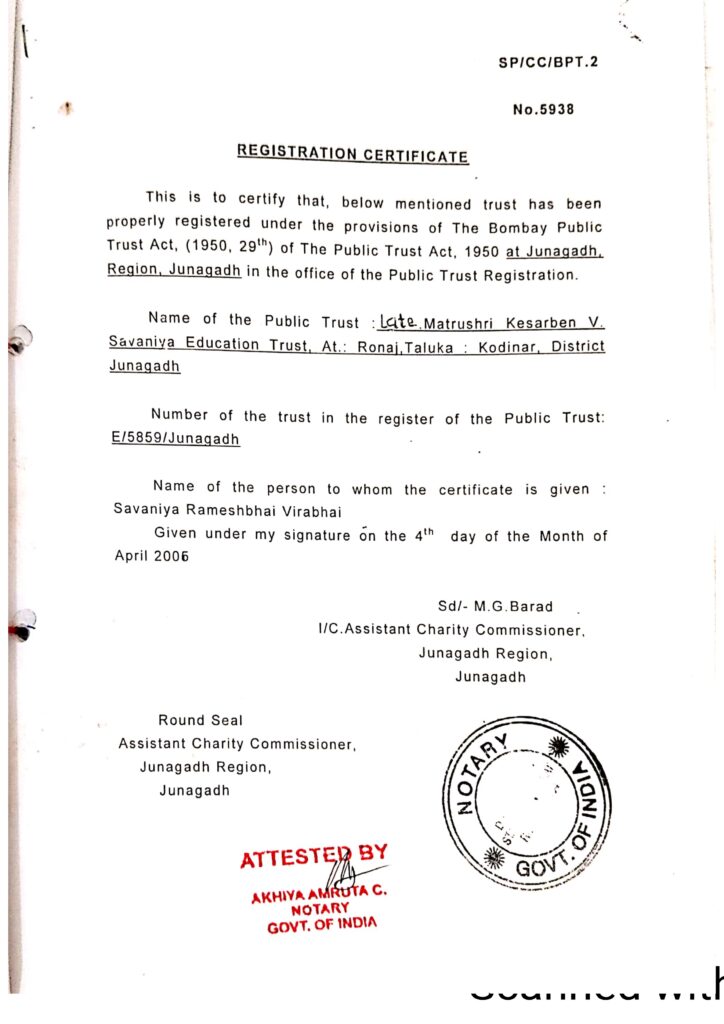 SP/CC/BPT.2
No.5938
REGISTRATION CERTIFICATE
This is to certify that, below mentioned trust has been
properly registered under the provisions of The Bombay Public
Trust Act, (1950, 29th) of The Public Trust Act, 1950 at Junagadh,
Region, Junagadh in the office of the Public Trust Registration.
Name of the Public Trust : Late. Matrushri Kesarben V.
Savaniya Education Trust, At.: Ronaj,Taluka : Kodinar, District
Junagadh
Number of the trust in the register of the Public Trust:
E/5859/Junagadh
Name of the person to whom the certificate is given :
Savaniya Rameshbhai Virabhai
Given under my signature on the 4th day of the Month of
April 2006
Sd/- M.G.Barad
I/C.Assistant Charity Commissioner,
Junagadh Region,
Junagadh
Round Seal
Assistant Charity Commissioner,
Junagadh Region,
Junagadh
NOTARY
GOVT. OF INDIA
ATTESTED BY
AKHIYA AMRUTA C.
NOTARY
GOVT. OF INDIA